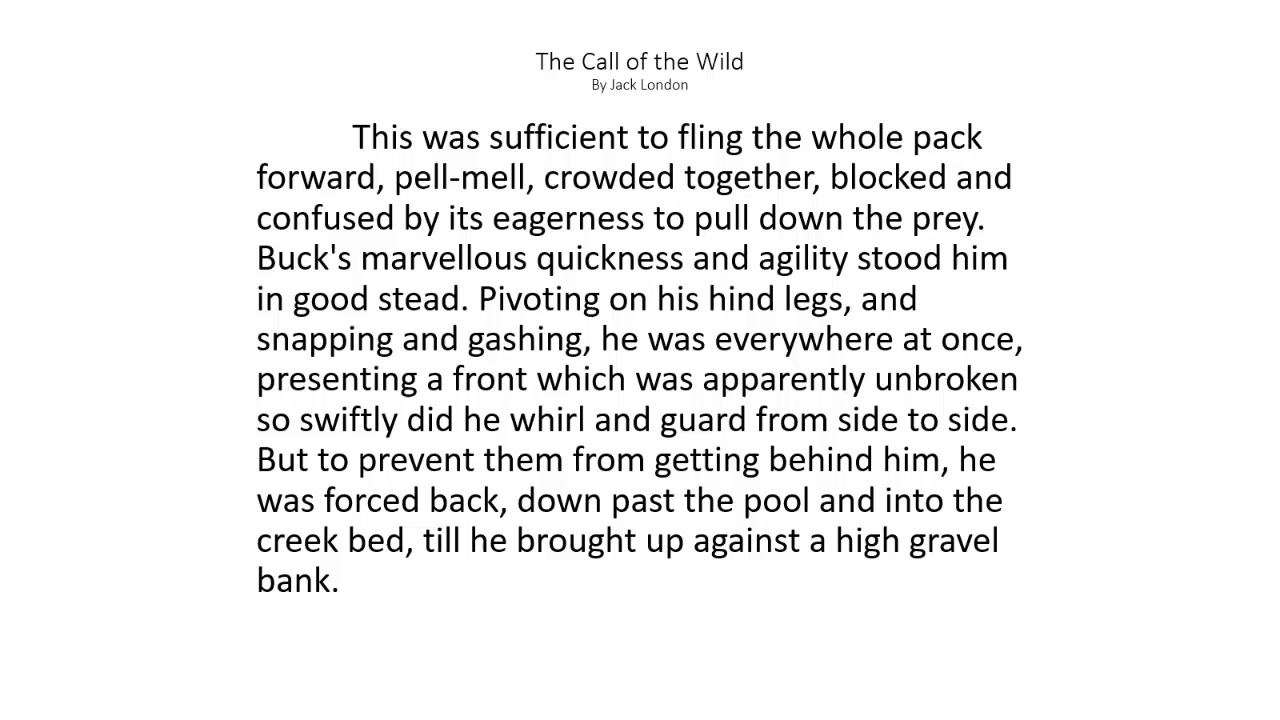 The Call of the Wild
By Jack London
This was sufficient to fling the whole pack
forward, pell-mell, crowded together, blocked and
confused by its eagerness to pull down the prey.
Buck's marvellous quickness and agility stood him
in good stead. Pivoting on his hind legs, and
snapping and gashing, he was everywhere at once,
presenting a front which was apparently unbroken
so swiftly did he whirl and guard from side to side.
But to prevent them from getting behind him, he
was forced back, down past the pool and into the
creek bed, till he brought up against a high gravel
bank.